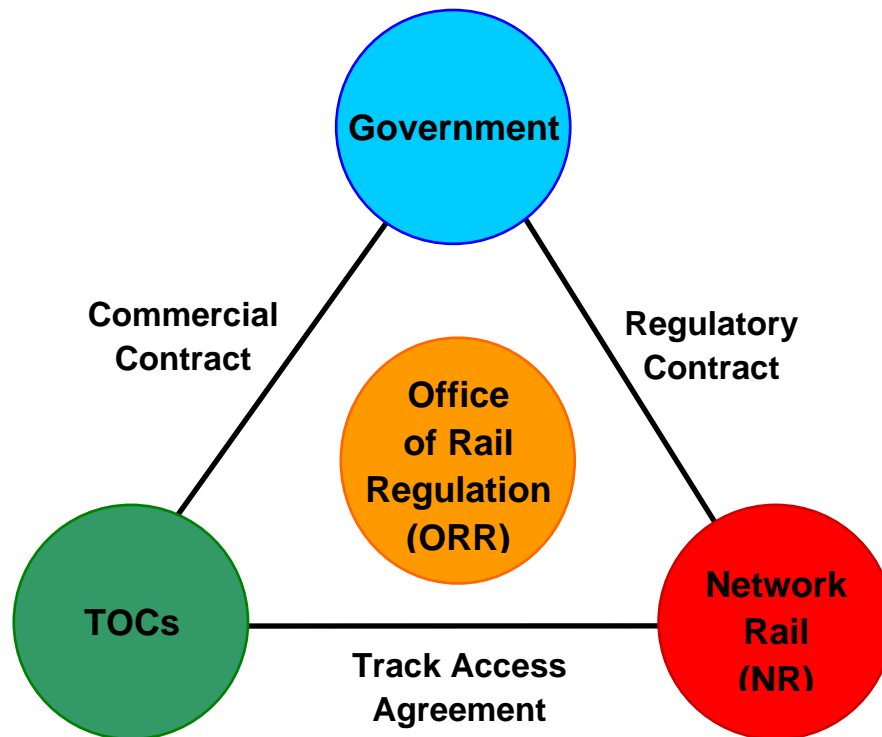 Government
Commercial
Contract
Regulatory
Contract
Office
of Rail
Regulation
(ORR)
TOCs
Network
Rail
(NR)
Track Access
Agreement